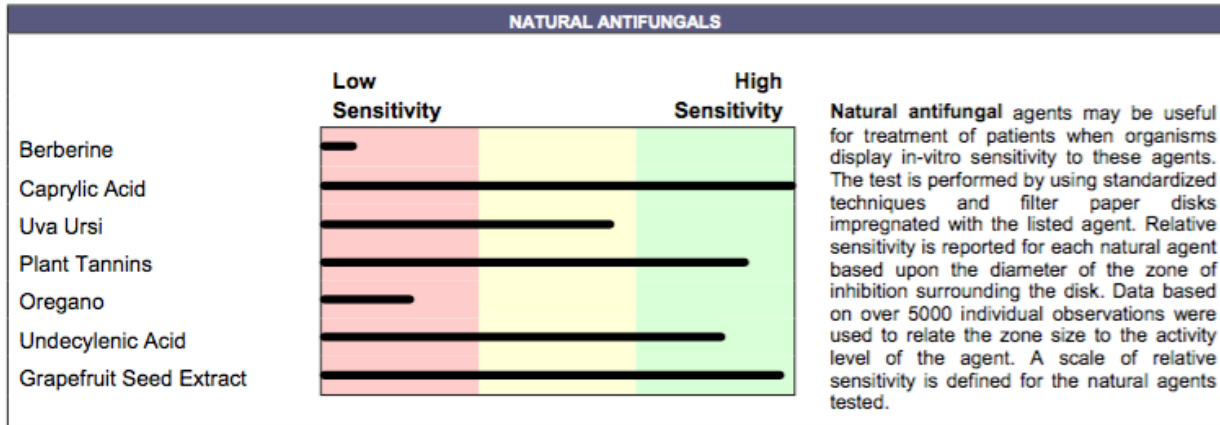 NATURAL ANTIFUNGALS
Low
Sensitivity
High
Sensitivity
Berberine
Caprylic Acid
Uva Ursi
Plant Tannins
Oregano
Undecylenic Acid
Grapefruit Seed Extract
Natural antifungal agents may be useful
for treatment of patients when organisms
display in-vitro sensitivity to these agents.
The test is performed by using standardized
techniques and filter paper disks
impregnated with the listed agent. Relative
sensitivity is reported for each natural agent
based upon the diameter of the zone of
inhibition surrounding the disk. Data based
on over 5000 individual observations were
used to relate the zone size to the activity
level of the agent. A scale of relative
sensitivity is defined for the natural agents
tested.